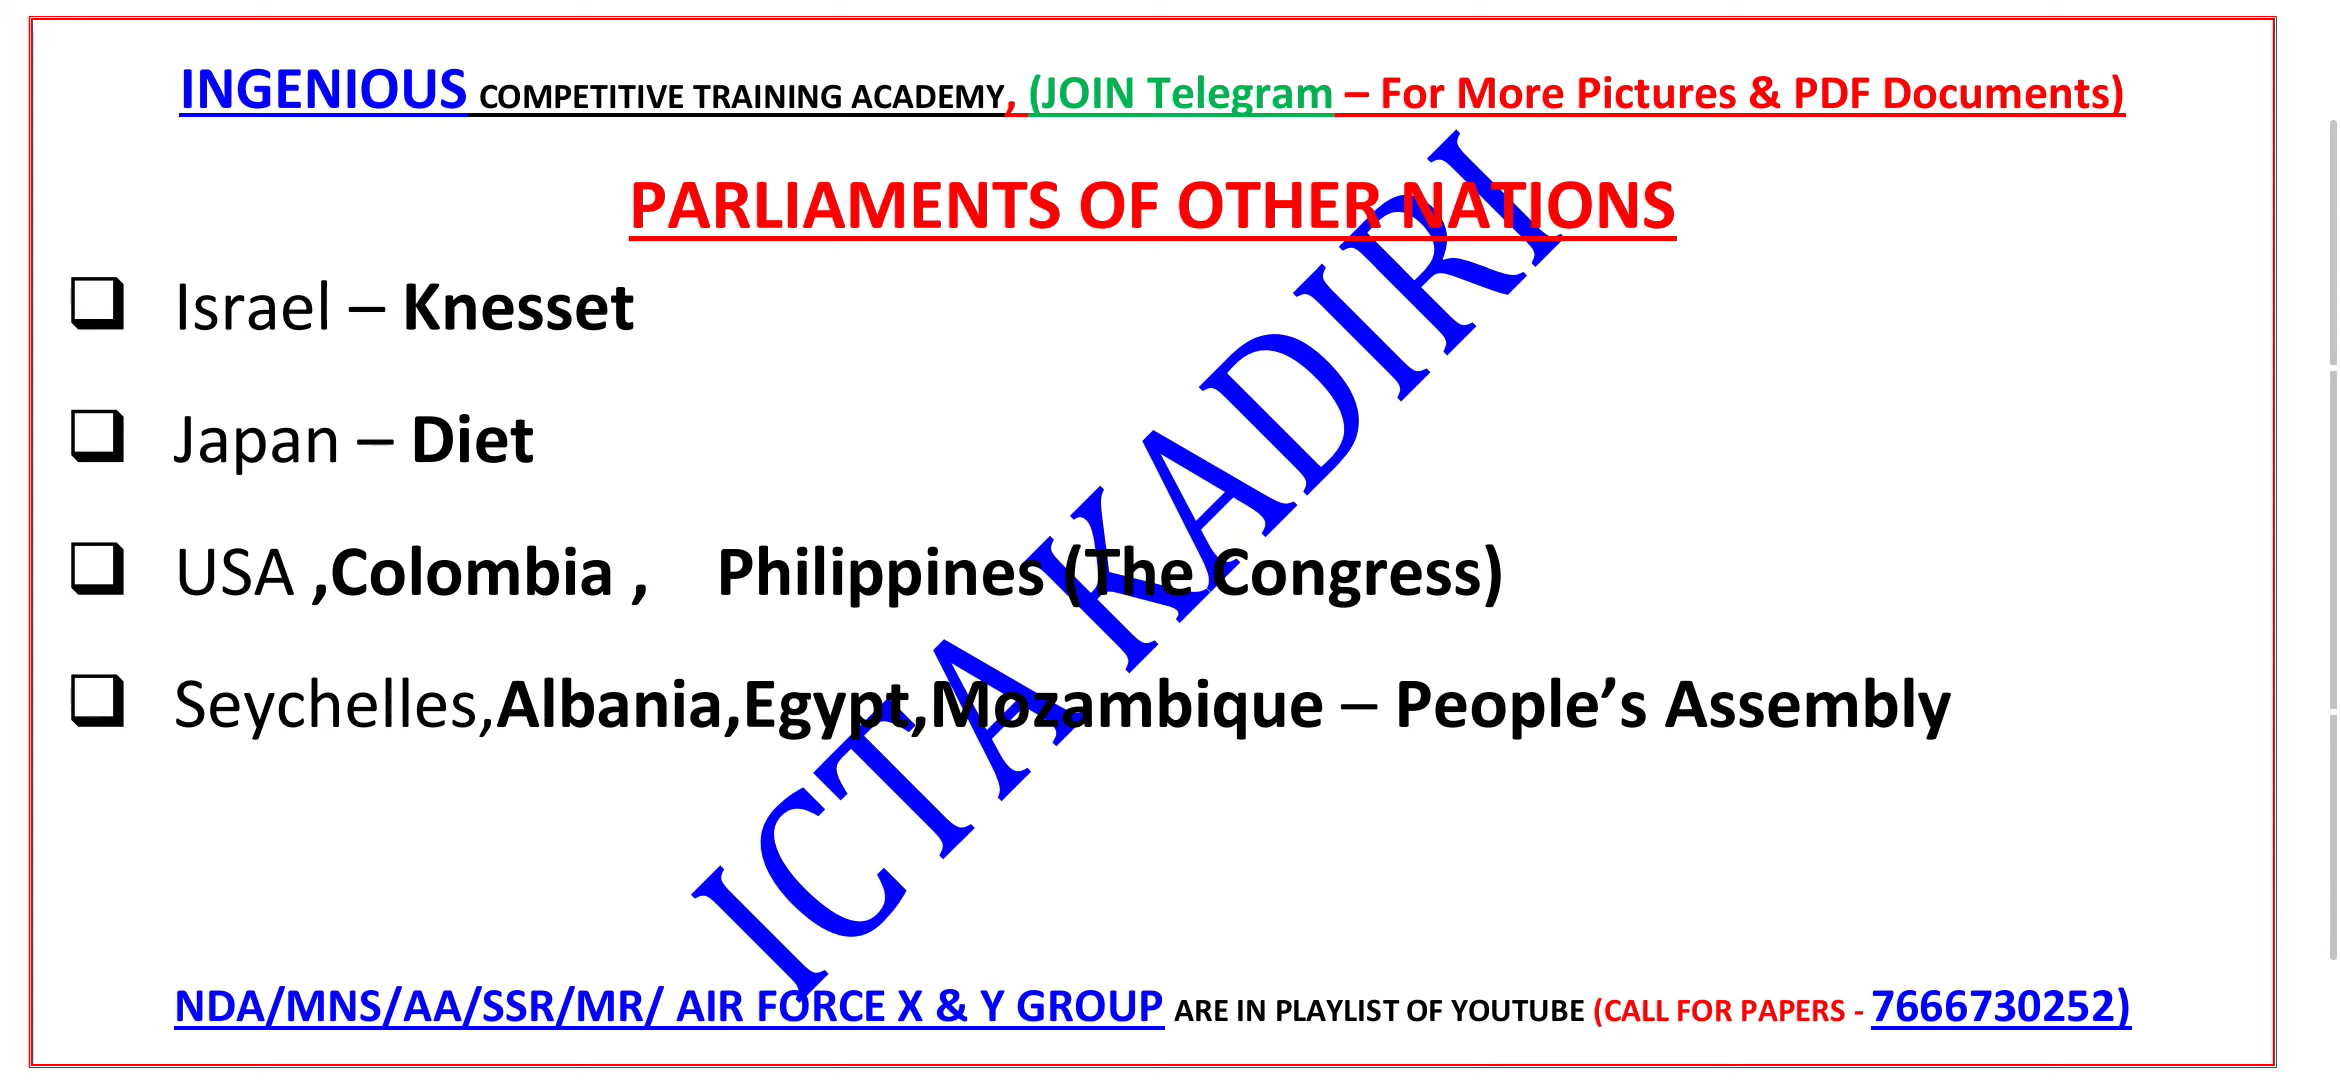 INGENIOUS COMPETITIVE TRAINING ACADEMY, (JOIN Telegram – For More Pictures & PDF Documents)
PARLIAMENTS OF OTHER NATIONS
❑ Israel – Knesset
❑ Japan – Diet
❑ USA ,Colombia , Philippines (The Congress)
❑ Seychelles,Albania,Egypt,Mozambique – People’s Assembly
ICTA KADIRI
NDA/MNS/AA/SSR/MR/ AIR FORCE X & Y GROUP ARE IN PLAYLIST OF YOUTUBE (CALL FOR PAPERS - 7666730252)